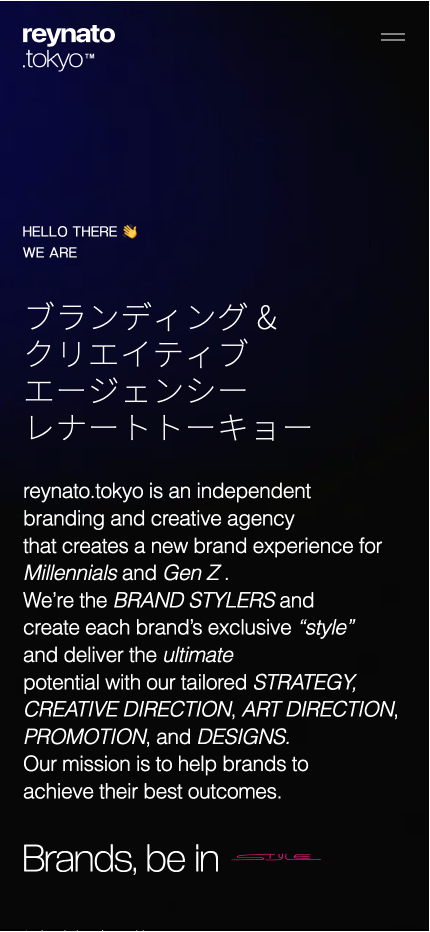 reynato
.tokyo™
HELLO THERE 👋
WE ARE
ブランディング &
クリエイティブ
エージェンシー
レナートトーキョー
reynato.tokyo is an independent
branding and creative agency
that creates a new brand experience for
Millennials and Gen Z .
We’re the BRAND STYLERS and
create each brand’s exclusive “style”
and deliver the ultimate
potential with our tailored STRATEGY,
CREATIVE DIRECTION, ART DIRECTION,
PROMOTION, and DESIGNS.
Our mission is to help brands to
achieve their best outcomes.
Brands, be in STYLE